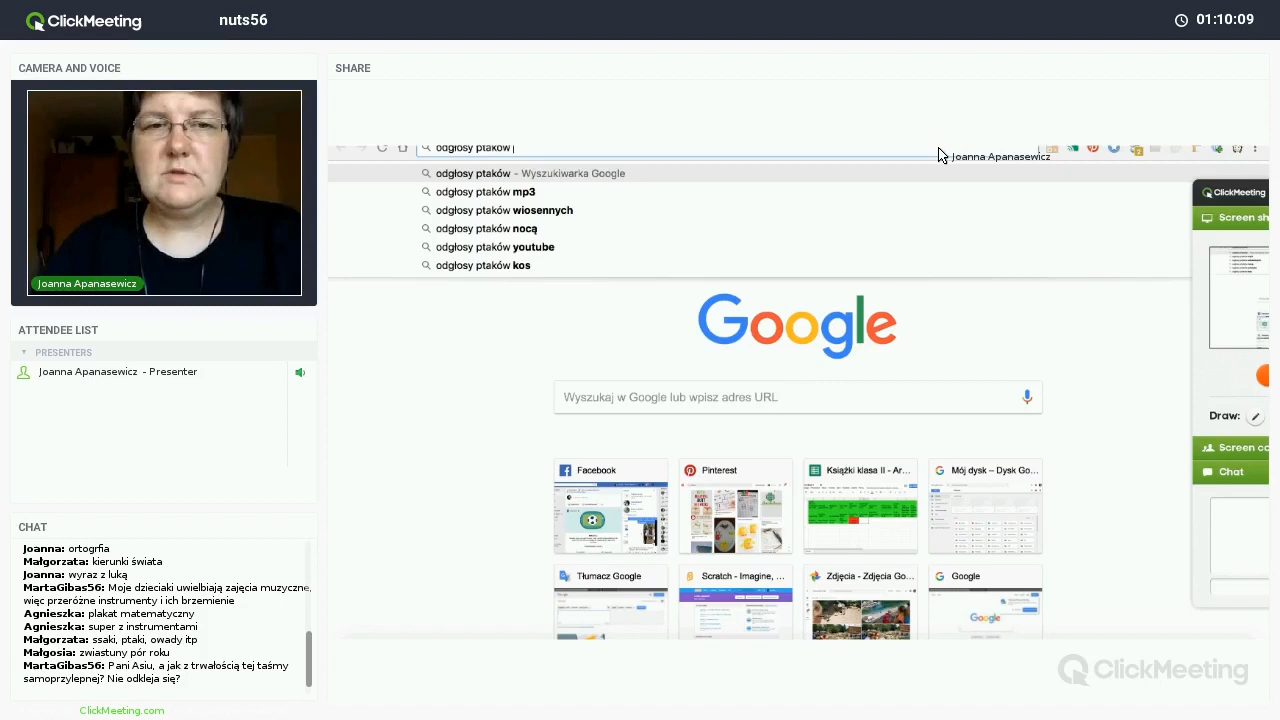 ClickMeeting
nuts56
01:10:09
CAMERA AND VOICE
Joanna Apanasewicz
ATTENDEE LIST
PRESENTERS
Joanna Apanasewicz - Presenter
CHAT
Joanna: ortogrfia
Małgorzata: kierunki świata
Joanna: wyraz z luką
MartaGibas56: Moje dzieciaki uwielbiają zajęcia muzyczne,
więc przeróżne instrumenty i ich brzemienie
Agnieszka: plakat matematyczny
Agnieszka: super z instrumentami
Małgorzata: spaki, ptaki, owady itp
Małgosia: zwiastuny pór roku
MartaGibas56: Pani Asiu, a jak z trwałością tej taśmy
samoprzylepnej? Nie odkleja się?
ClickMeeting.com
SHARE
odgłosy ptaków
Joanna Apanasewicz
odgłosy ptaków – Wyszukiwarka Google
odgłosy ptaków mp3
odgłosy ptaków wiosennych
odgłosy ptaków nocą
odgłosy ptaków youtube
odgłosy ptaków kos
Google
Wyszukaj w Google lub wpisz adres URL
Facebook
Pinterest
Książki klasa II - Ar...
Mój dysk – Dysk Go...
Tłumacz Google
Scratch - Imagine, ...
Zdjęcia - Zdjęcia Go...
Google
Google
ClickMeeting
Screen sh
Draw:
Screen co
Chat
ClickMeeting